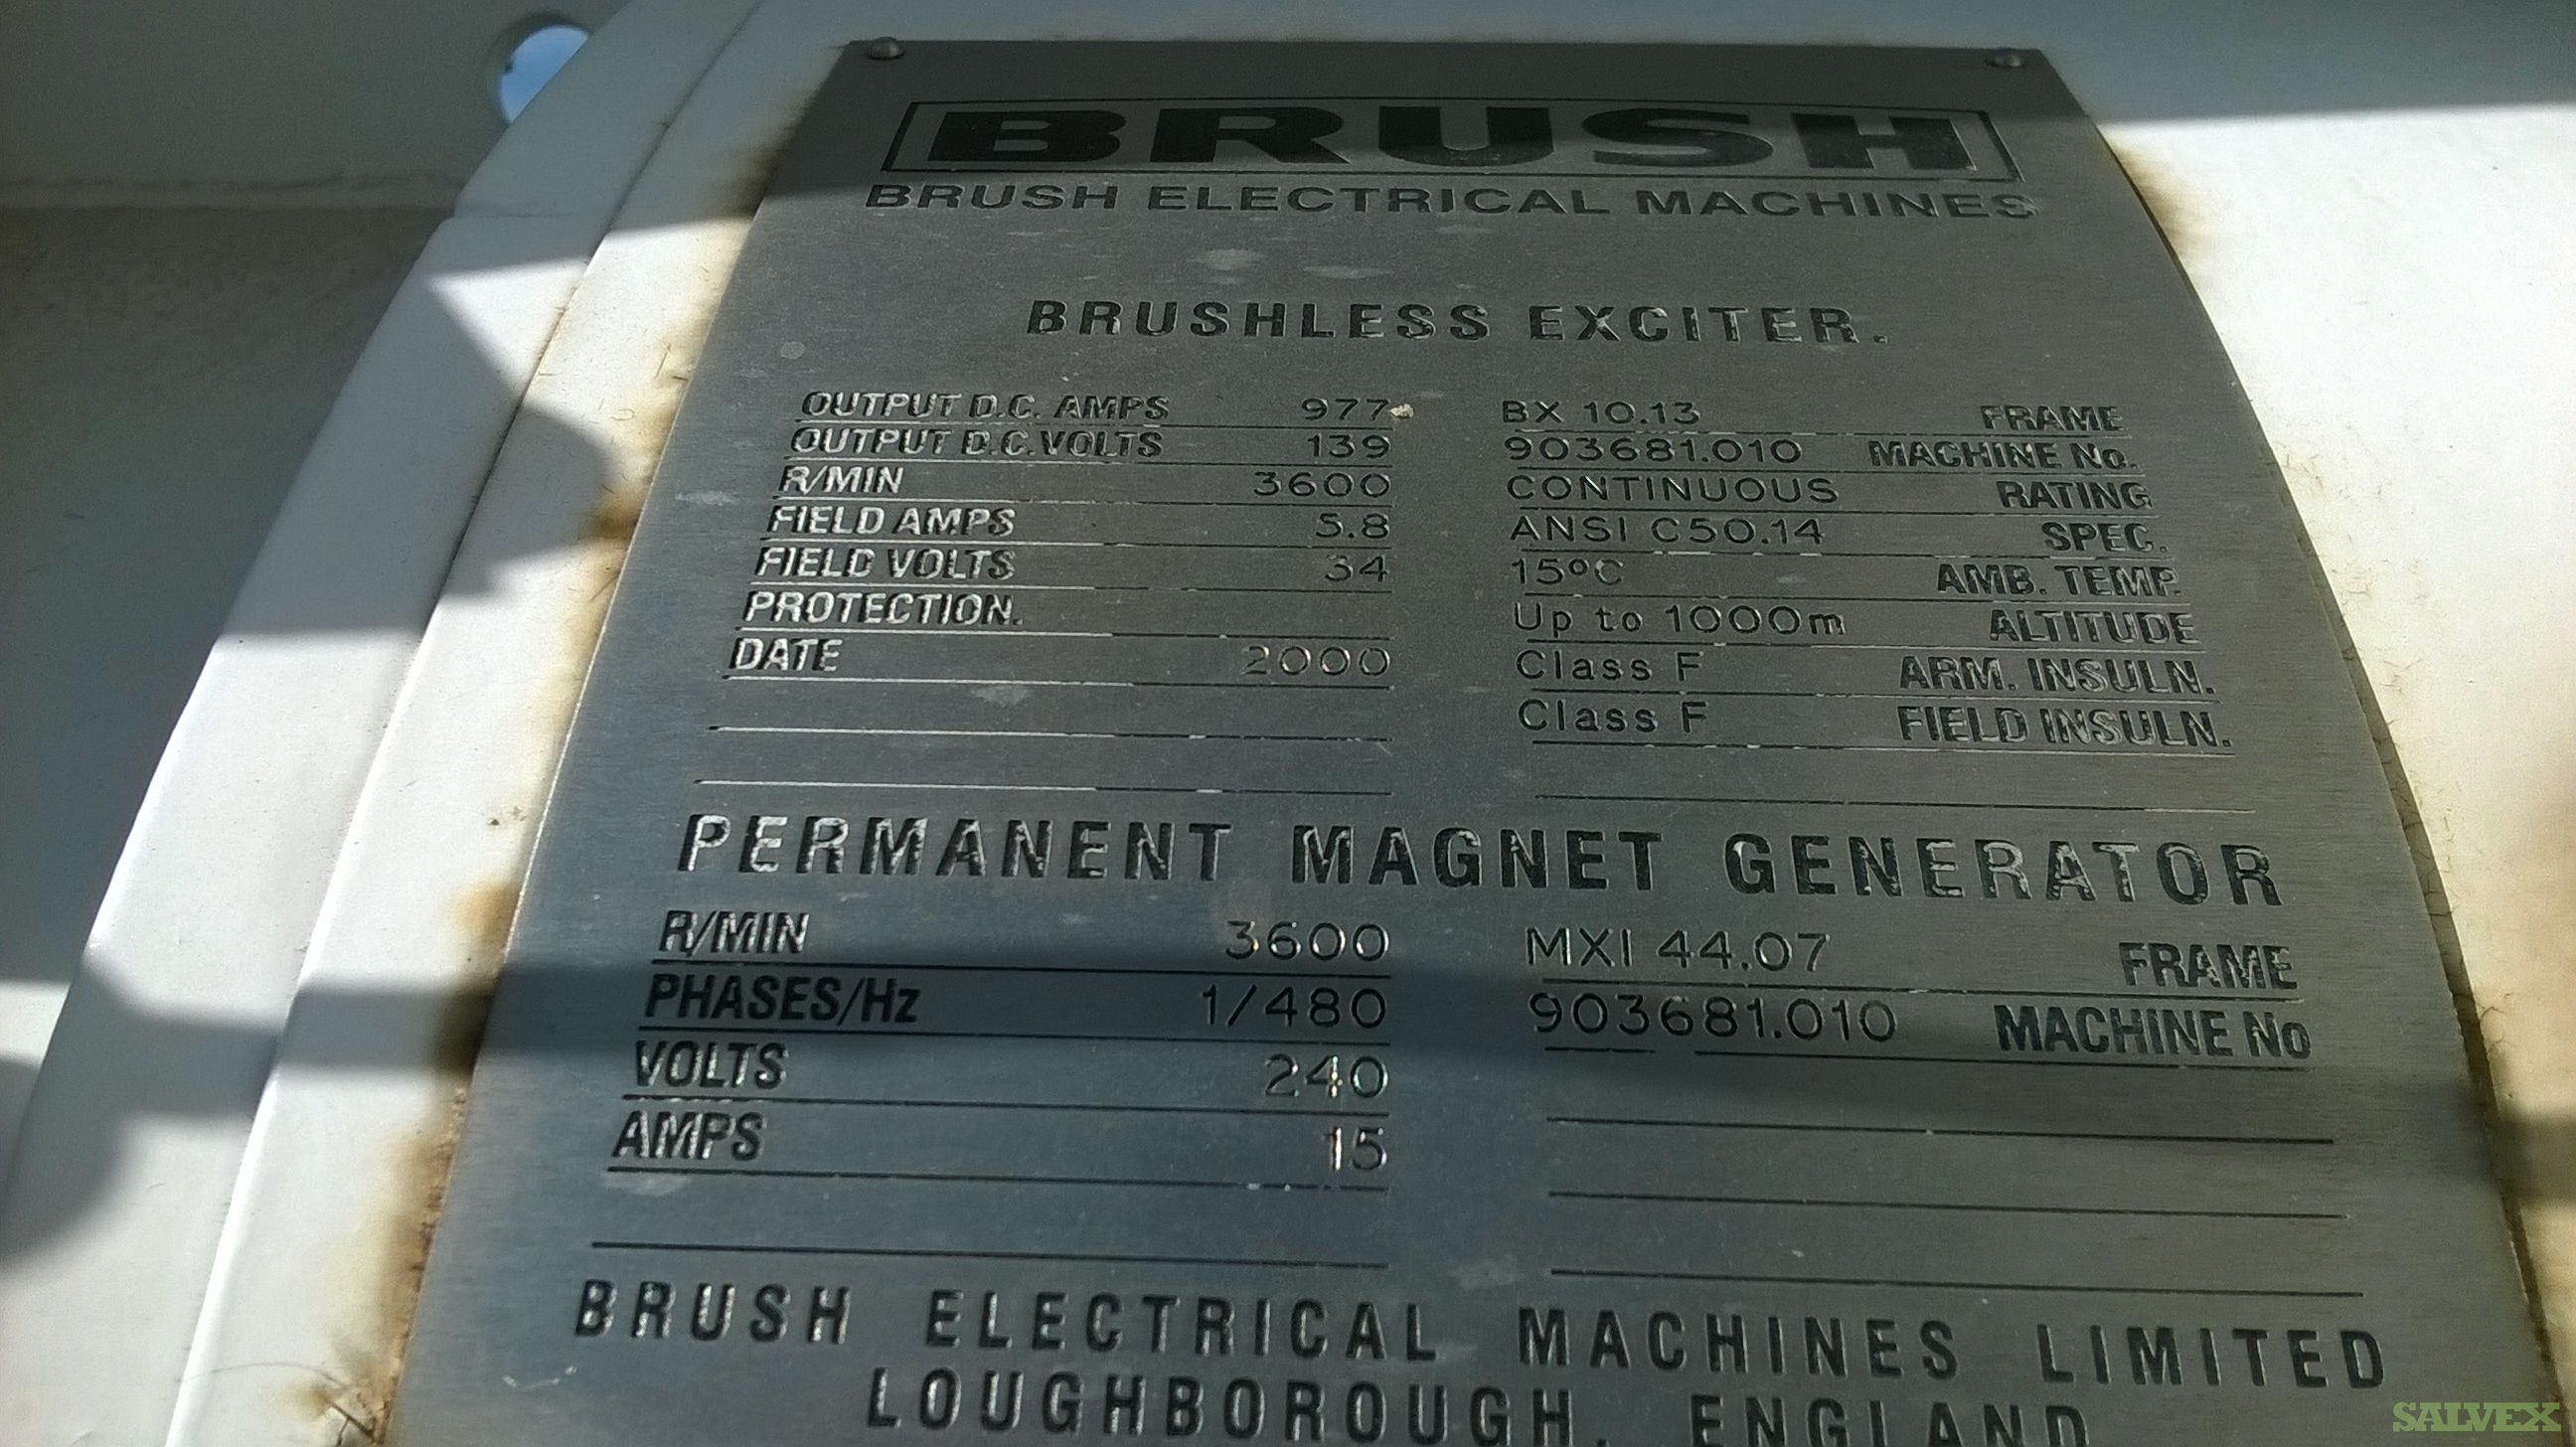 BRUSH
BRUSH ELECTRICAL MACHINES
BRUSHLESS EXCITER.
OUTPUT D.C. AMPS 977 BX 10.13 FRAME
OUTPUT D.C. VOLTS 139 903681.010 MACHINE No.
R/MIN 3600 CONTINUOUS RATING
FIELD AMPS 5.8 ANSI C50.14 SPEC.
FIELD VOLTS 34 15ºC AMB. TEMP.
PROTECTION. Up to 1000m ALTITUDE
DATE 2000 Class F ARM. INSULN.
Class F FIELD INSULN.
PERMANENT MAGNET GENERATOR
R/MIN 3600 MXI 44.07 FRAME
PHASES/Hz 1/480 903681.010 MACHINE No
VOLTS 240
AMPS 15
BRUSH ELECTRICAL MACHINES LIMITED
LOUGHBOROUGH, ENGLAND
SALVEX